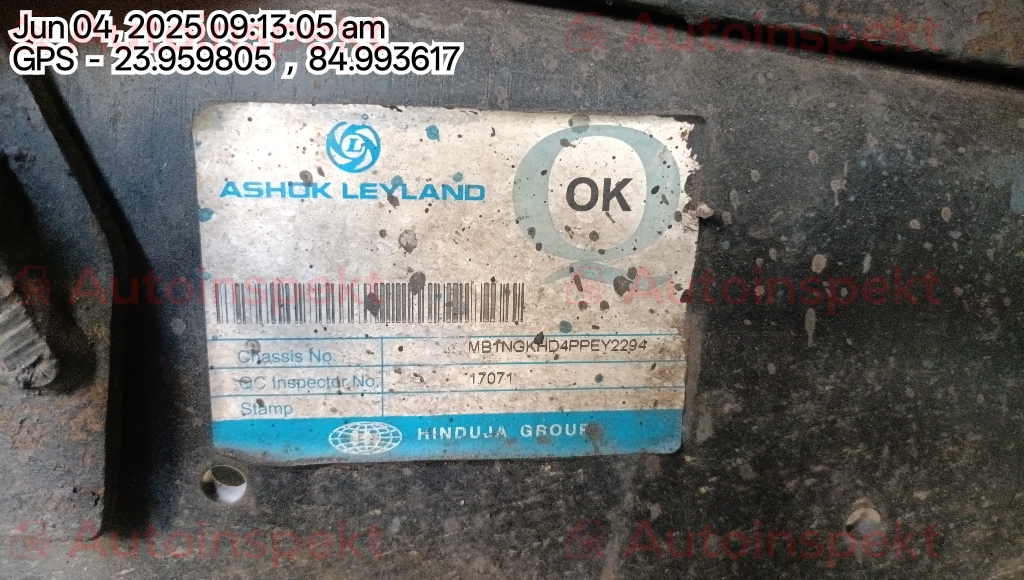 Jun 04, 2025 09:13:05 am
GPS - 23.959805 , 84.993617
Autoinspekt
Autoinspekt
L
ASHOK LEYLAND
OK
Autoinspekt
Autoinspekt
Chassis No. MB1NGKHD4PPEY2294
QC Inspector No. 17071
Stamp
HINDUJA GROUP
Autoinspekt
Autoinspekt